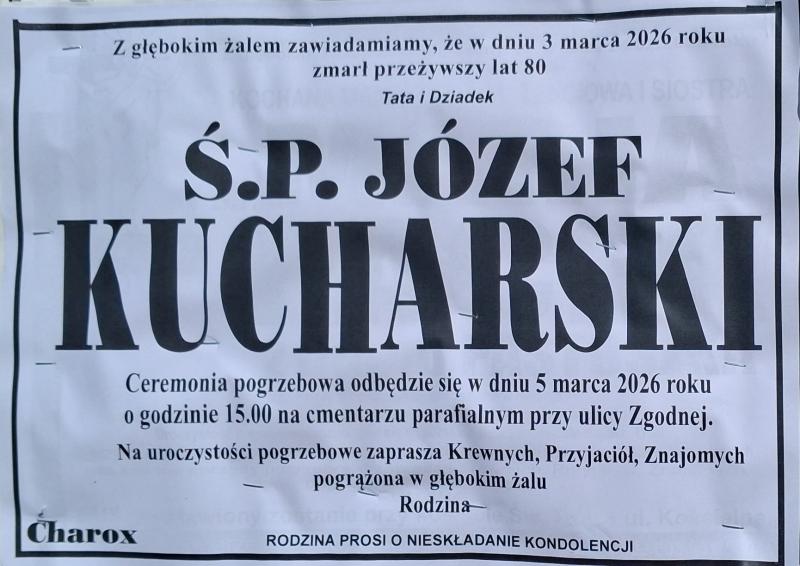 Z głębokim żalem zawiadamiamy, że w dniu 3 marca 2026 roku
zmarł przeżywszy lat 80
Tata i Dziadek
Ś.P. JÓZEF
KUCHARSKI
Ceremonia pogrzebowa odbędzie się w dniu 5 marca 2026 roku
o godzinie 15.00 na cmentarzu parafialnym przy ulicy Zgodnej.
Na uroczystości pogrzebowe zaprasza Krewnych, Przyjaciół, Znajomych
pogrążona w głębokim żalu
Rodzina
Charox
RODZINA PROSI O NIESKŁADANIE KONDOLENCJI